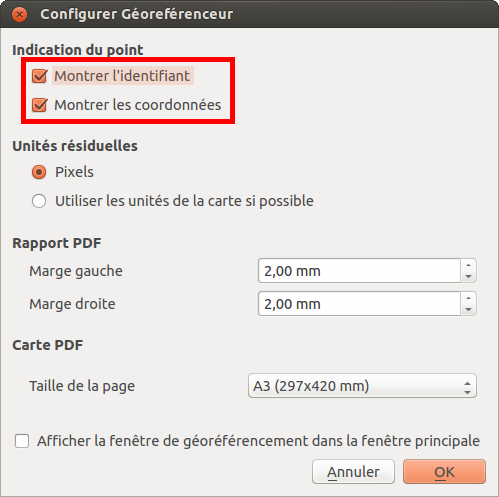 Configurer Géoreférenceur
Indication du point
Montrer l'identifiant
Montrer les coordonnées
Unités résiduelles
Pixels
Utiliser les unités de la carte si possible
Rapport PDF
Marge gauche 2,00 mm
Marge droite 2,00 mm
Carte PDF
Taille de la page A3 (297x420 mm)
Afficher la fenêtre de géoréférencement dans la fenêtre principale
Annuler OK